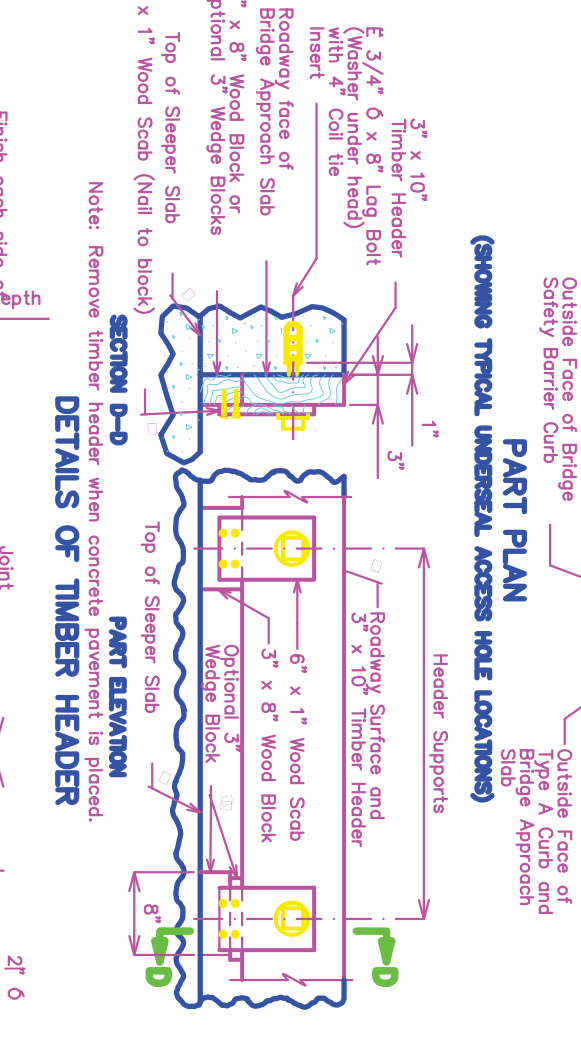 Outside Face of Bridge
Safety Barrier Curb
PART PLAN
(SHOWING TYPICAL UNDERSEAL ACCESS HOLE LOCATIONS)
Outside Face of
Type A Curb and
Bridge Approach
Slab
3" x 10"
Timber Header
3/4" x 8" Lag Bolt
(Washer under head)
with 4" Coil tie
Insert
Roadway face of
Bridge Approach Slab
x 8" Wood Block or
3" Wedge Blocks
Top of Sleeper Slab
x 1" Wood Scab (Nail to block)
1"
3"
SECTION D-D
Header Supports
Roadway Surface and
3" x 10" Timber Header
6" x 1" Wood Scab
3" x 8" Wood Block
Optional 3"
Wedge Block
Top of Sleeper Slab
8"
D
D
PART ELEVATION
Note: Remove timber header when concrete pavement is placed.
DETAILS OF TIMBER HEADER
Finish each side of
Joint
2"